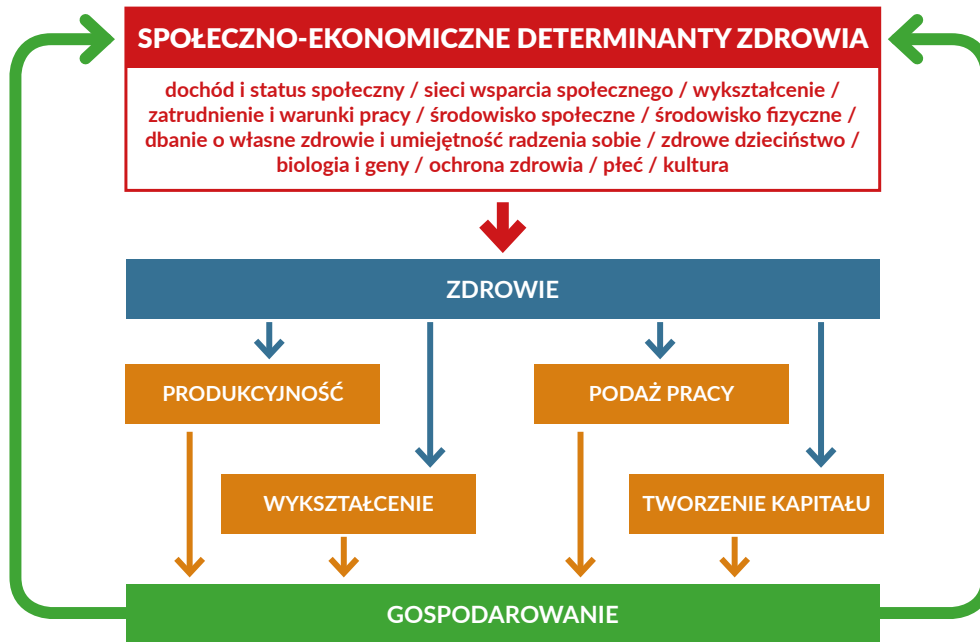 SPOŁECZNO-EKONOMICZNE DETERMINANTY ZDROWIA
dochód i status społeczny / sieci wsparcia społecznego / wykształcenie /
zatrudnienie i warunki pracy / środowisko społeczne / środowisko fizyczne /
dbanie o własne zdrowie i umiejętność radzenia sobie / zdrowe dzieciństwo /
biologia i geny / ochrona zdrowia / płeć / kultura
ZDROWIE
PRODUKCYJNOŚĆ
PODAŻ PRACY
WYKSZTAŁCENIE
TWORZENIE KAPITAŁU
GOSPODAROWANIE